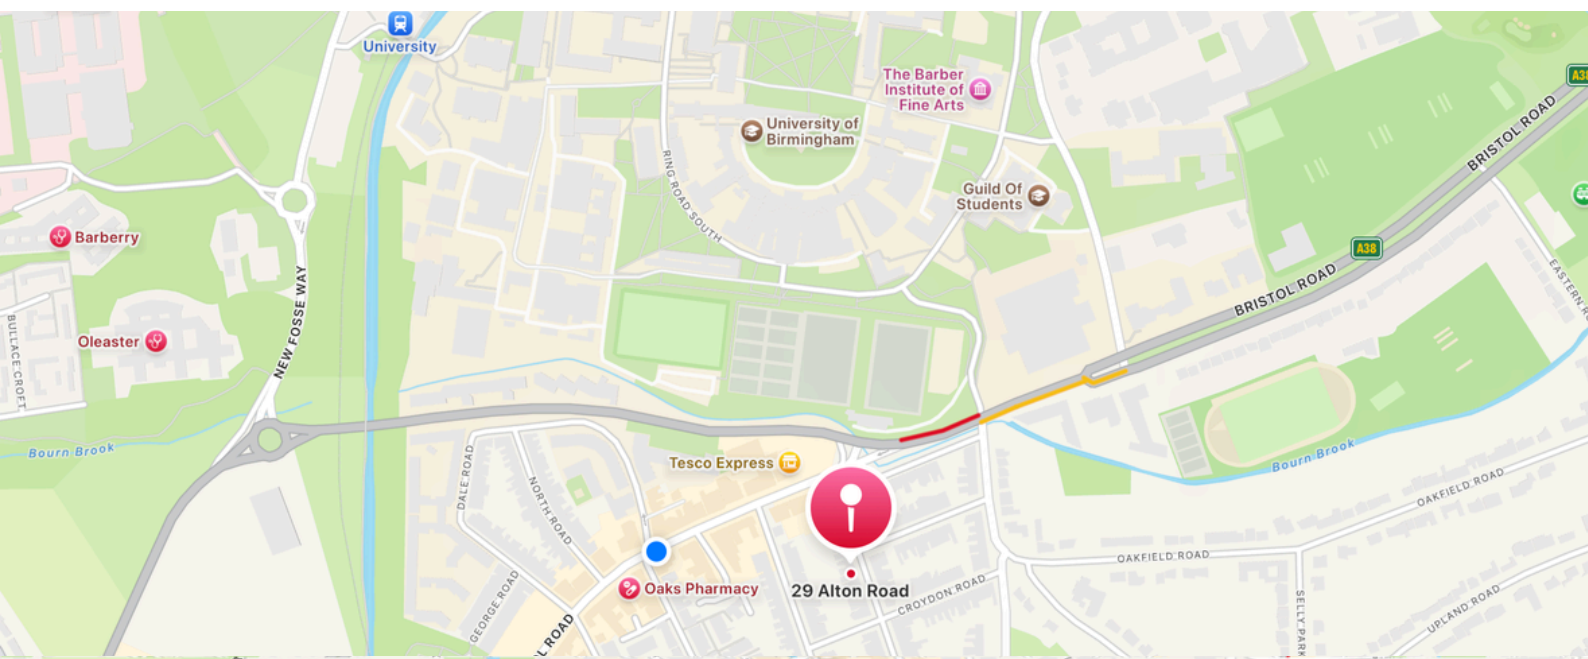 University
The Barber
Institute of
Fine Arts
A38
BRISTOL ROAD
University of
Birmingham
RING ROAD SOUTH
Guild Of
Students
Barberry
A38
BRISTOL ROAD
NEW FOSSE WAY
Oleaster
BULLACE CROFT
Bourn Brook
Tesco Express
DALE ROAD
NORTH ROAD
Bourn Brook
OAKFIELD ROAD
OAKFIELD ROAD
Oaks Pharmacy
29 Alton Road
CROYDON ROAD
GEORGE ROAD
UPLAND ROAD
SELLY PARK